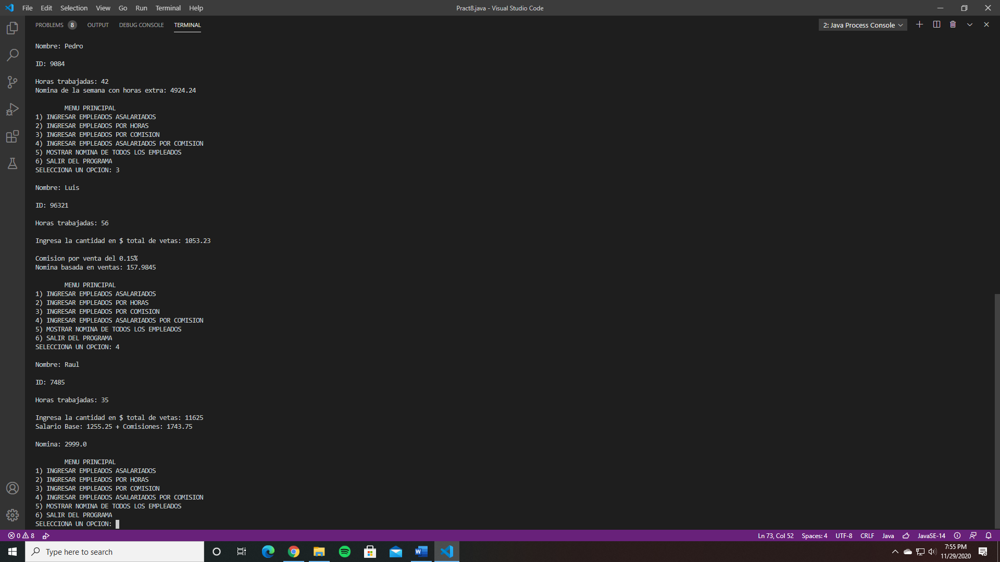 File Edit Selection View Go Run Terminal Help
Pract8.java - Visual Studio Code
PROBLEMS 8 OUTPUT DEBUG CONSOLE TERMINAL
2: Java Process Console
Nombre: Pedro
ID: 9084
Horas trabajadas: 42
Nomina de la semana con horas extra: 4924.24
MENU PRINCIPAL
1) INGRESAR EMPLEADOS ASALARIADOS
2) INGRESAR EMPLEADOS POR HORAS
3) INGRESAR EMPLEADOS POR COMISION
4) INGRESAR EMPLEADOS ASALARIADOS POR COMISION
5) MOSTRAR NOMINA DE TODOS LOS EMPLEADOS
6) SALIR DEL PROGRAMA
SELECCIONA UN OPCION: 3
Nombre: Luis
ID: 96321
Horas trabajadas: 56
Ingresa la cantidad en $ total de vetas: 1053.23
Comision por venta del 0.15%
Nomina basada en ventas: 157.9845
MENU PRINCIPAL
1) INGRESAR EMPLEADOS ASALARIADOS
2) INGRESAR EMPLEADOS POR HORAS
3) INGRESAR EMPLEADOS POR COMISION
4) INGRESAR EMPLEADOS ASALARIADOS POR COMISION
5) MOSTRAR NOMINA DE TODOS LOS EMPLEADOS
6) SALIR DEL PROGRAMA
SELECCIONA UN OPCION: 4
Nombre: Raul
ID: 7485
Horas trabajadas: 35
Ingresa la cantidad en $ total de vetas: 11625
Salario Base: 1255.25 + Comisiones: 1743.75
Nomina: 2999.0
MENU PRINCIPAL
1) INGRESAR EMPLEADOS ASALARIADOS
2) INGRESAR EMPLEADOS POR HORAS
3) INGRESAR EMPLEADOS POR COMISION
4) INGRESAR EMPLEADOS ASALARIADOS POR COMISION
5) MOSTRAR NOMINA DE TODOS LOS EMPLEADOS
6) SALIR DEL PROGRAMA
SELECCIONA UN OPCION:
0 8 Ln 73, Col 52 Spaces: 4 UTF-8 CRLF Java JavaSE-14
Type here to search
7:55 PM
11/29/2020